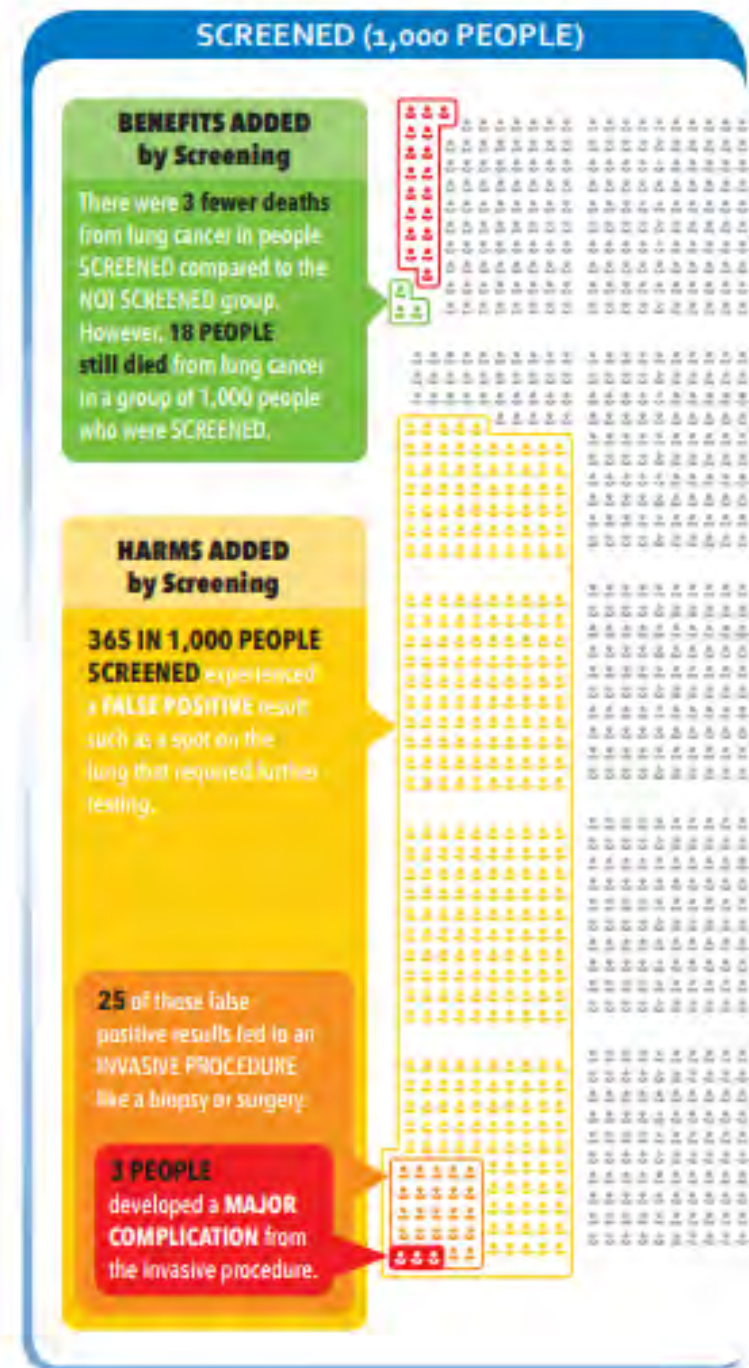 SCREENED (1,000 PEOPLE)
BENEFITS ADDED
by Screening
There were 3 fewer deaths
from lung cancer in people
SCREENED compared to the
NOT SCREENED group.
However, 18 PEOPLE
still died from lung cancer
in a group of 1,000 people
who were SCREENED.
HARMS ADDED
by Screening
365 IN 1,000 PEOPLE
SCREENED experienced
a FALSE POSITIVE result
such as a spot on the
lung that required further
testing.
25 of those false
positive results led to an
INVASIVE PROCEDURE
like a biopsy or surgery.
3 PEOPLE
developed a MAJOR
COMPLICATION from
the invasive procedure.